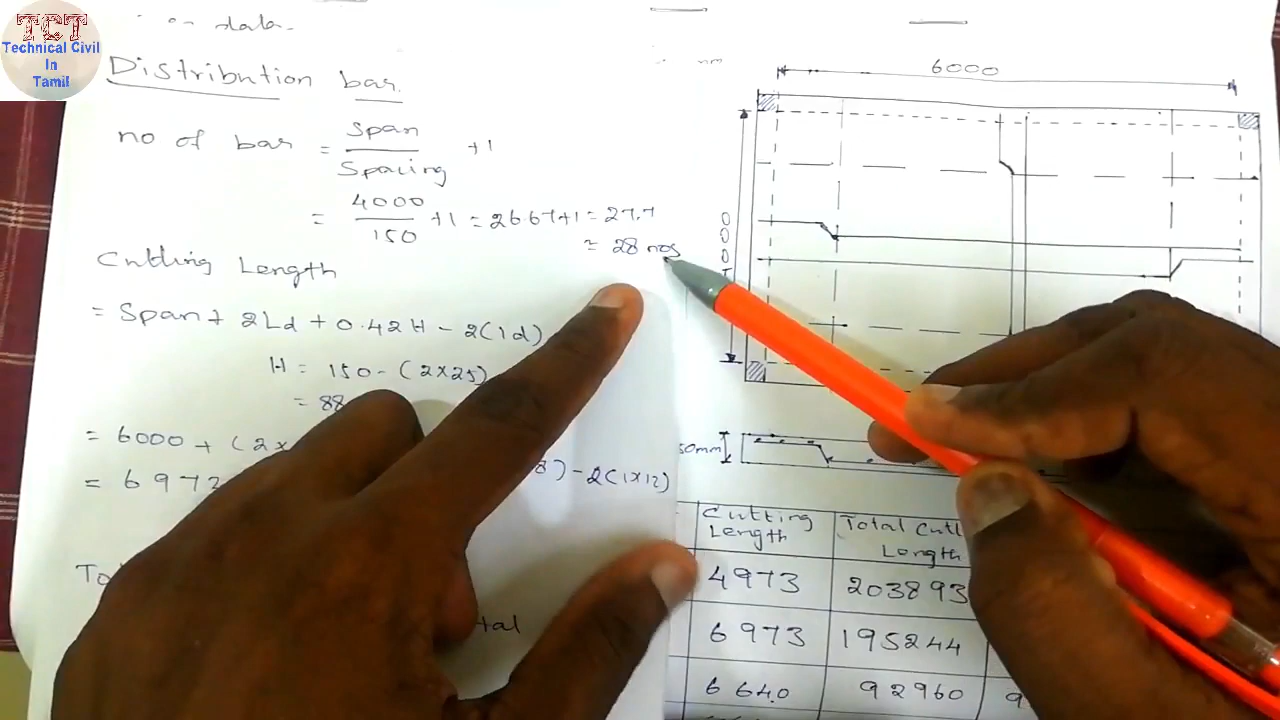 TCT
Technical Civil
In
Tamil
data.
Distribution bar.
no of bar = Span / Spacing +1
= 4000 / 150 +1 = 26.67+1 = 27.7
= 28 nos
Cutting Length
= Span + 2Ld + 0.42H - 2(1d)
H = 150 - (2x25)
= 88
= 6000 + (2x 8) - 2(1x12)
= 6973
6000
50mm
Cutting Length
Total Length
4973 203893
6973 195244
6640 92960